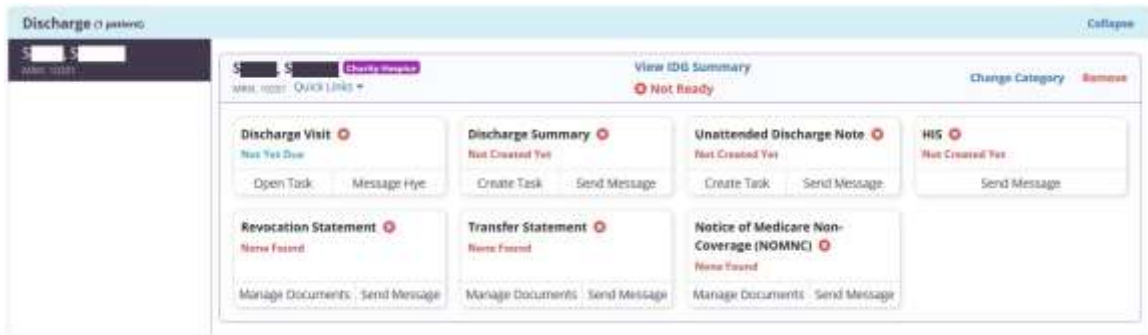 Discharge (1 patient)
Collapse
S , S
MRN: 10331
S , S Charity Hospice
MRN: 10331 Quick Links
View IDG Summary
Not Ready
Change Category Remove
Discharge Visit
Not Yet Due
Open Task Message Hye
Discharge Summary
Not Created Yet
Create Task Send Message
Unattended Discharge Note
Not Created Yet
Create Task Send Message
HIS
Not Created Yet
Send Message
Revocation Statement
None Found
Manage Documents Send Message
Transfer Statement
None Found
Manage Documents Send Message
Notice of Medicare Non-
Coverage (NOMNC)
None Found
Manage Documents Send Message